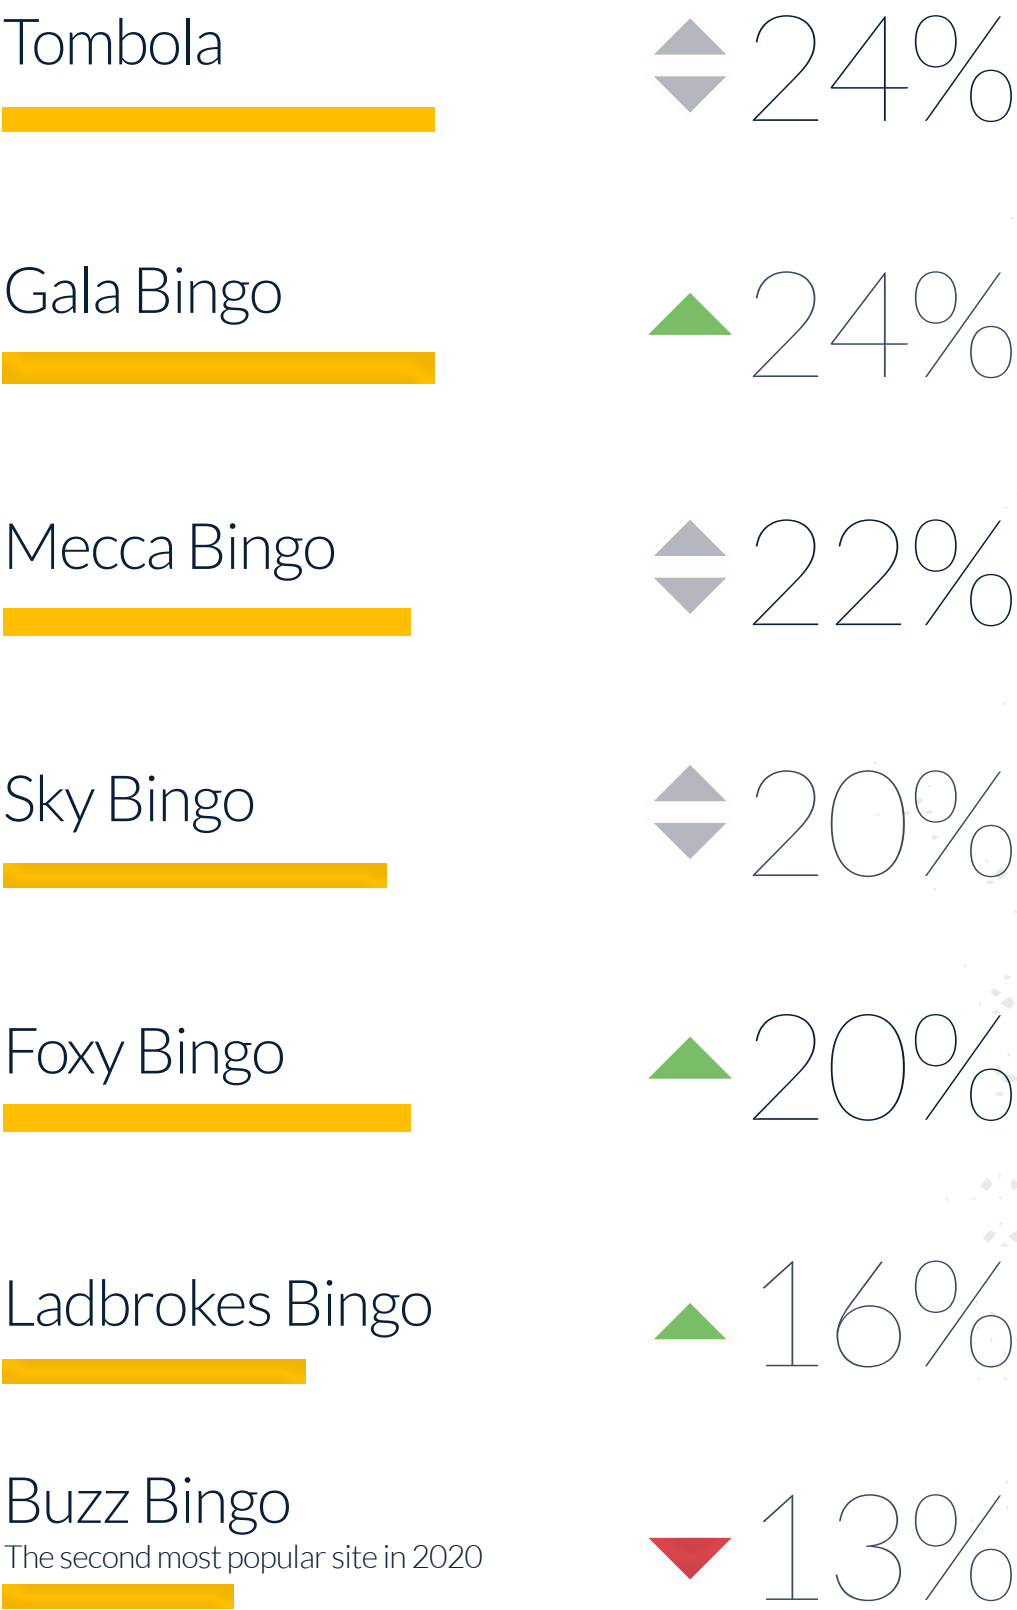 Tombola
24%
Gala Bingo
24%
Mecca Bingo
22%
Sky Bingo
20%
Foxy Bingo
20%
Ladbrokes Bingo
16%
Buzz Bingo
The second most popular site in 2020
13%